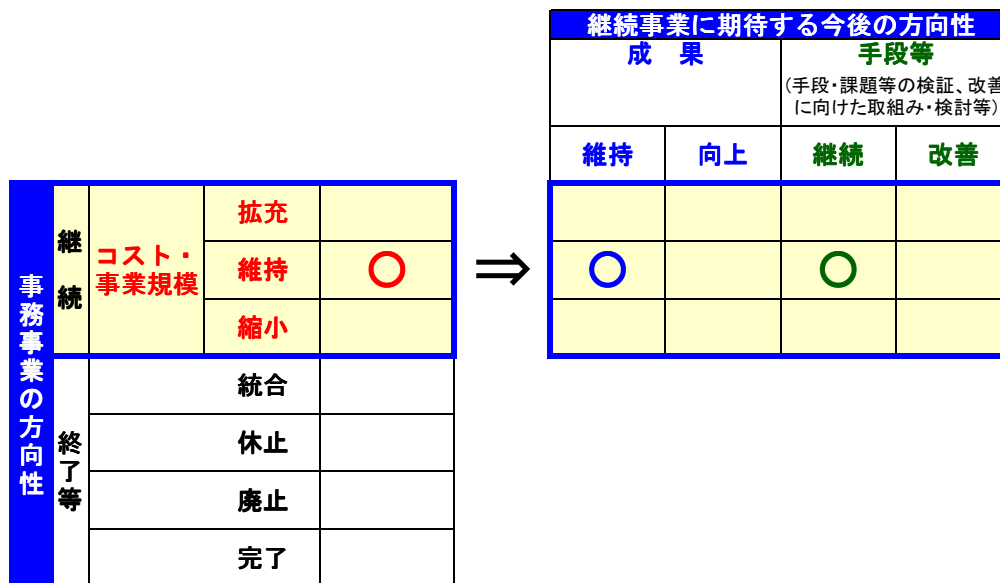 継続事業に期待する今後の方向性
成 果
手段等
(手段・課題等の検証、改善
に向けた取組み・検討等)
維持
向上
継続
改善
事務事業の方向性
継続
コスト・
事業規模
拡充
維持
○
⇒
○
○
縮小
終了等
統合
休止
廃止
完了